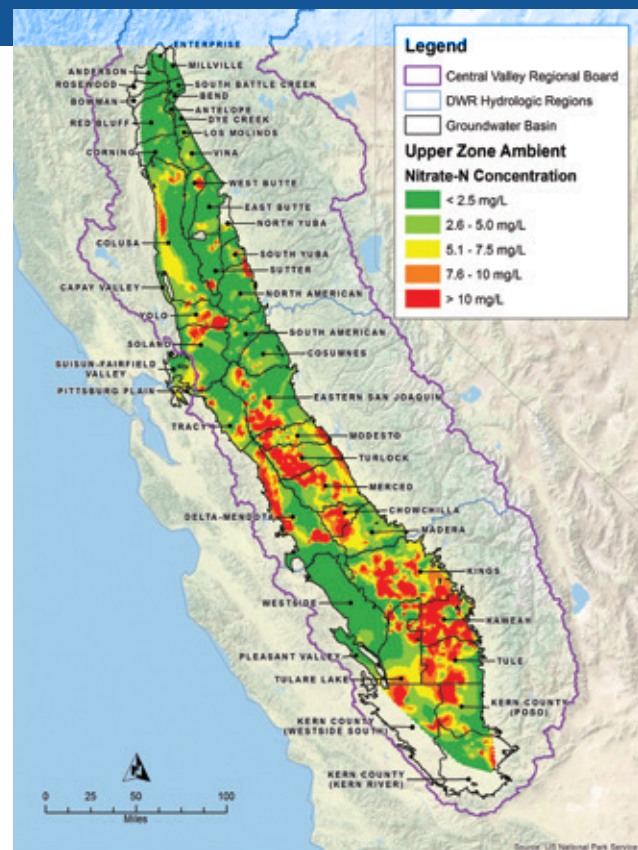 Legend
Central Valley Regional Board
DWR Hydrologic Regions
Groundwater Basin
Upper Zone Ambient
Nitrate-N Concentration
< 2.5 mg/L
2.6 - 5.0 mg/L
5.1 - 7.5 mg/L
7.6 - 10 mg/L
> 10 mg/L
ENTERPRISE
MILLVILLE
ANDERSON
ROSEWOOD
SOUTH BATTLE CREEK
BEND
BOWMAN
ANTELOPE
DYE CREEK
RED BLUFF
LOS MOLINOS
CORNING
VINA
WEST BUTTE
EAST BUTTE
NORTH YUBA
COLUSA
SOUTH YUBA
SUTTER
CAPAY VALLEY
NORTH AMERICAN
YOLO
SOUTH AMERICAN
SOLANO
COSUMNES
SUISUN-FAIRFIELD
VALLEY
PITTSBURG PLAIN
EASTERN SAN JOAQUIN
TRACY
MODESTO
TURLOCK
MERCED
CHOWCHILLA
DELTA-MENDOTA
MADERA
KINGS
WESTSIDE
KAWEAH
PLEASANT VALLEY
TULE
TULARE LAKE
KERN COUNTY
(POSO)
KERN COUNTY
(WESTSIDE SOUTH)
KERN COUNTY
(KERN RIVER)
0 25 50 100
Miles
Source: US National Park Service